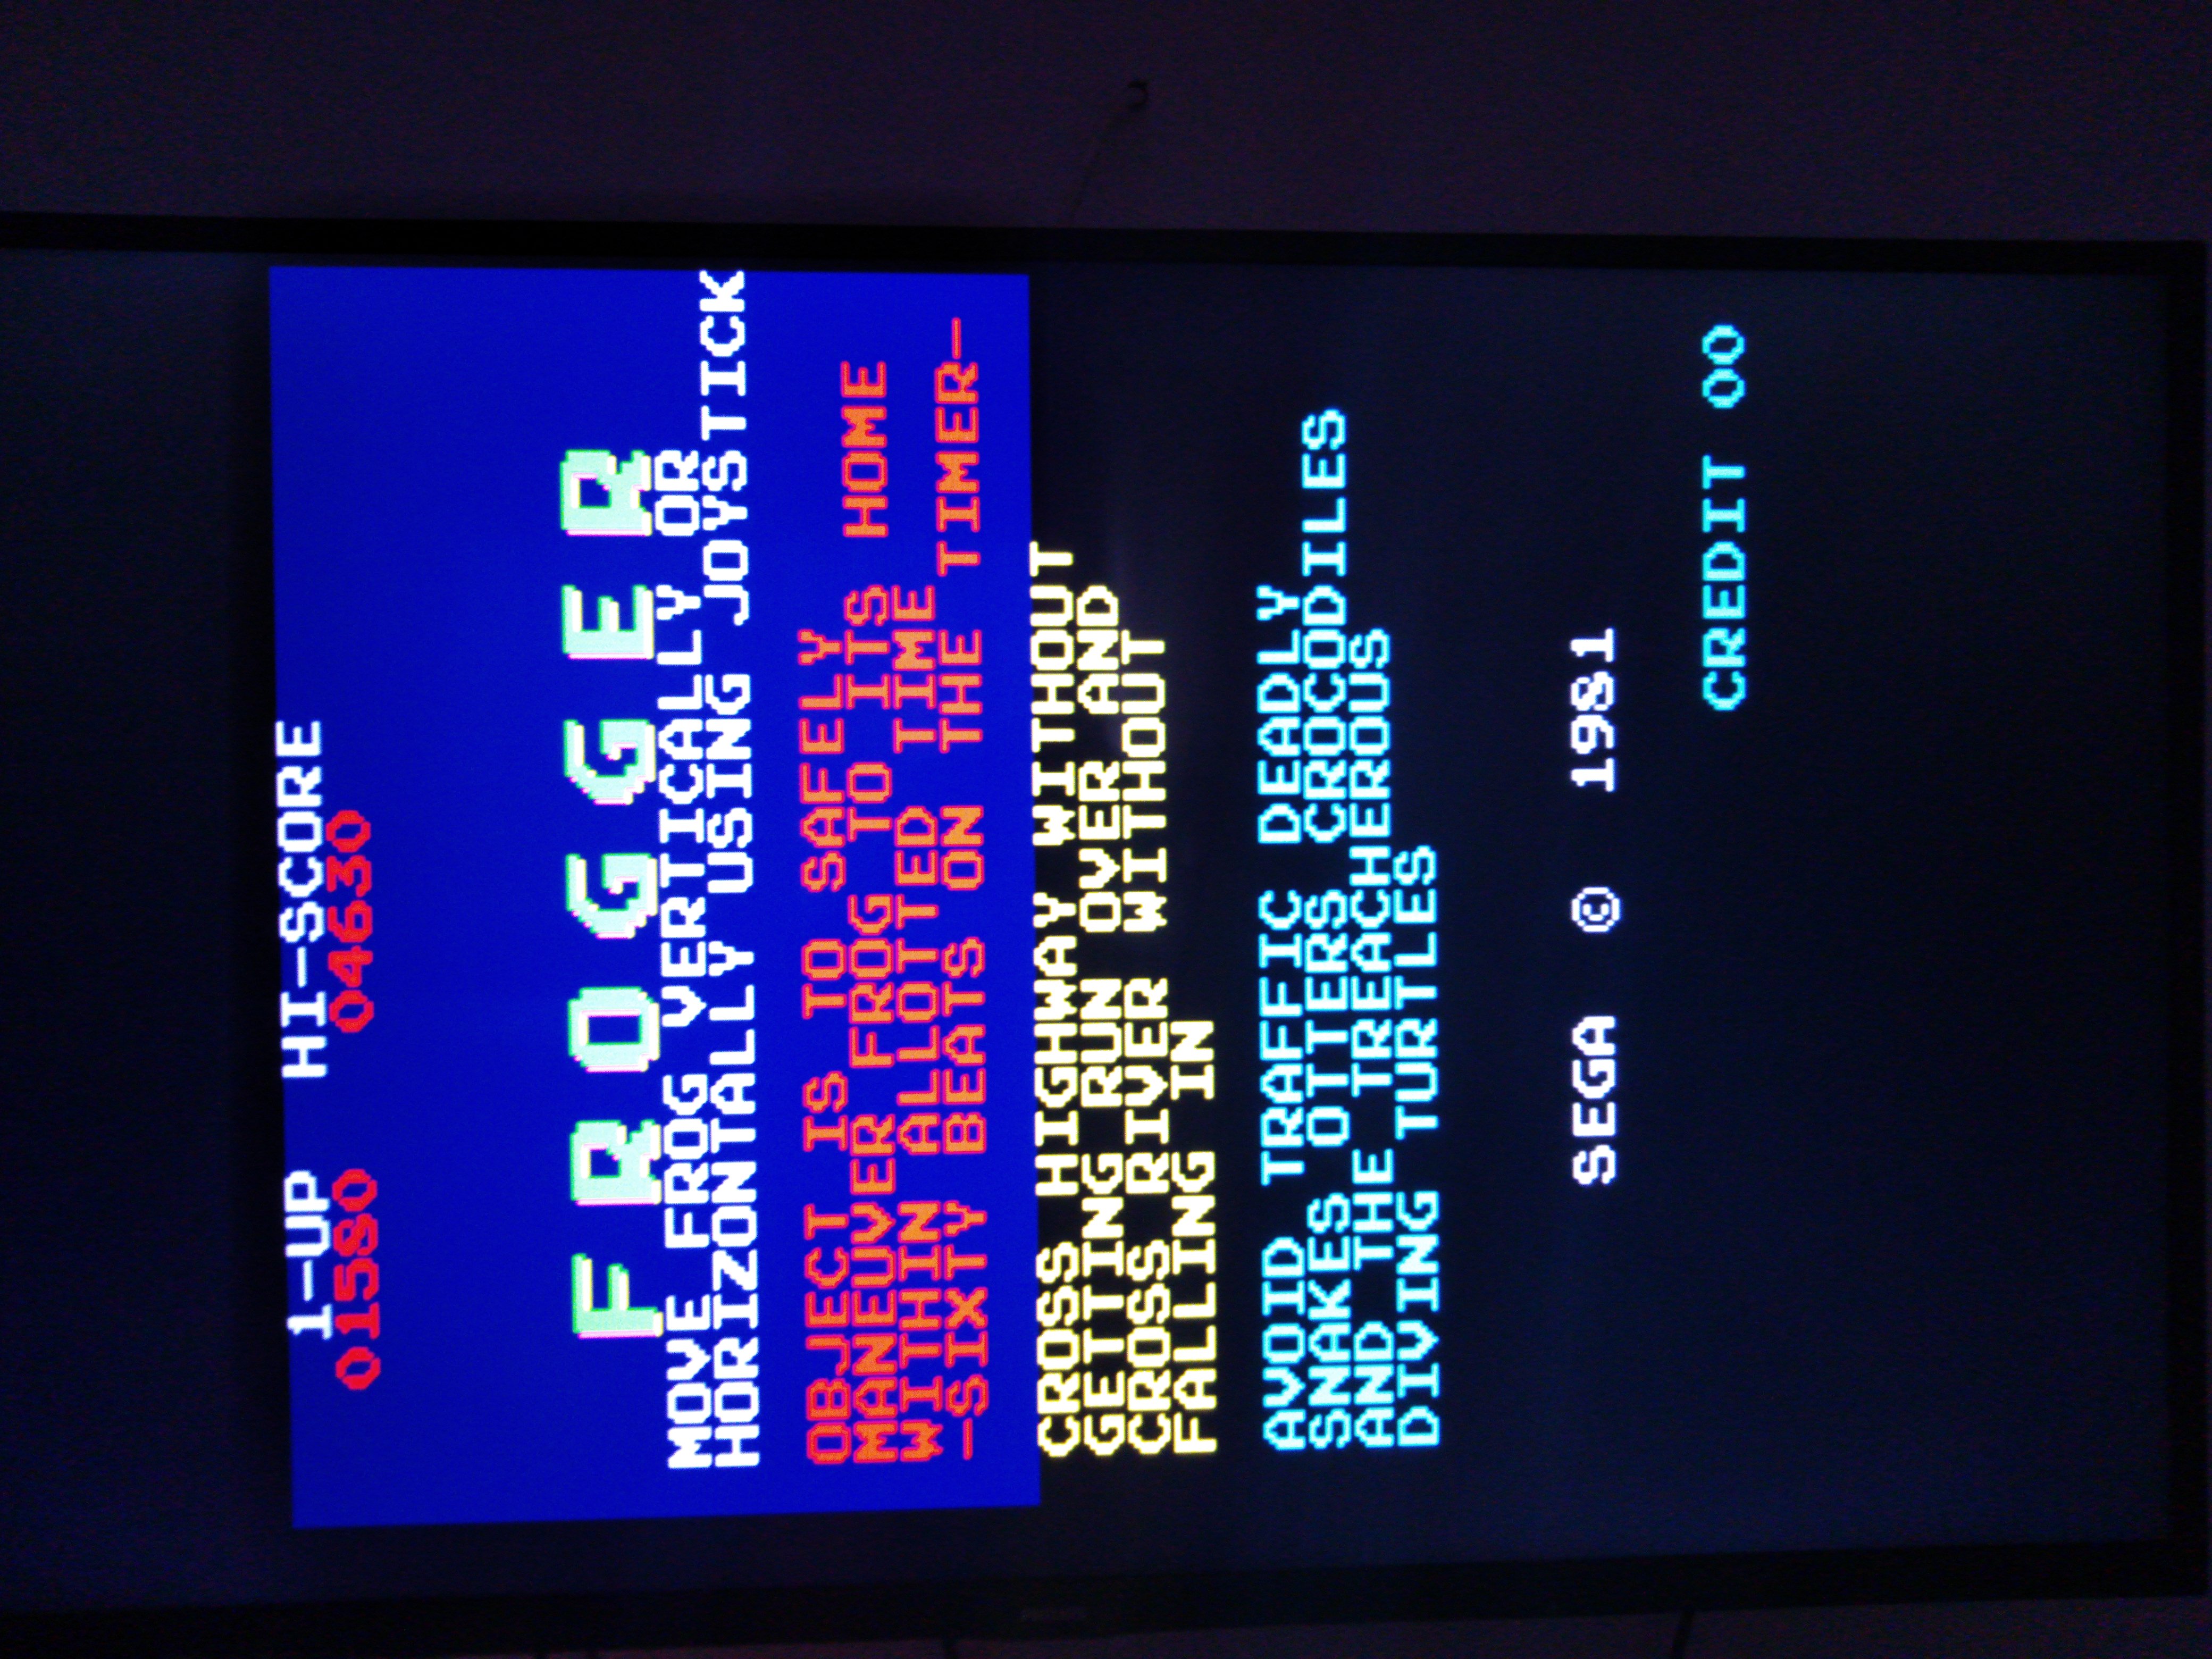 1-UP HI-SCORE
01580 04630
FROGGER
MOVE FROG VERTICALLY OR
HORIZONTALLY USING JOYSTICK
OBJECT IS TO SAFELY
MANEUVER FROG TO ITS HOME
WITHIN ALLOTTED TIME
-SIXTY BEATS ON THE TIMER-
CROSS HIGHWAY WITHOUT
GETTING RUN OVER AND
CROSS RIVER WITHOUT
FALLING IN
AVOID TRAFFIC DEADLY
SNAKES OTTERS CROCODILES
AND THE TREACHEROUS
DIVING TURTLES
SEGA © 1981
CREDIT 00